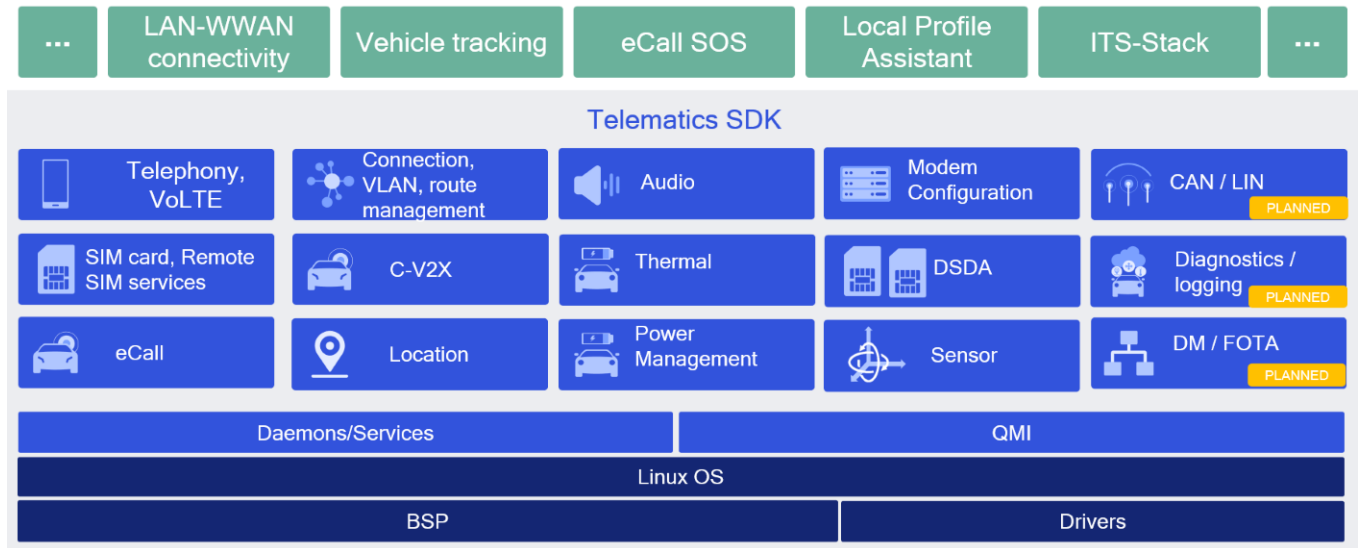 ...
LAN-WWAN
connectivity
Vehicle tracking
eCall SOS
Local Profile
Assistant
ITS-Stack
...
Telematics SDK
Telephony,
VoLTE
Connection,
VLAN, route
management
Audio
Modem
Configuration
CAN / LIN
PLANNED
SIM card, Remote
SIM services
C-V2X
Thermal
DSDA
Diagnostics /
logging
PLANNED
eCall
Location
Power
Management
Sensor
DM / FOTA
PLANNED
Daemons/Services
QMI
Linux OS
BSP
Drivers